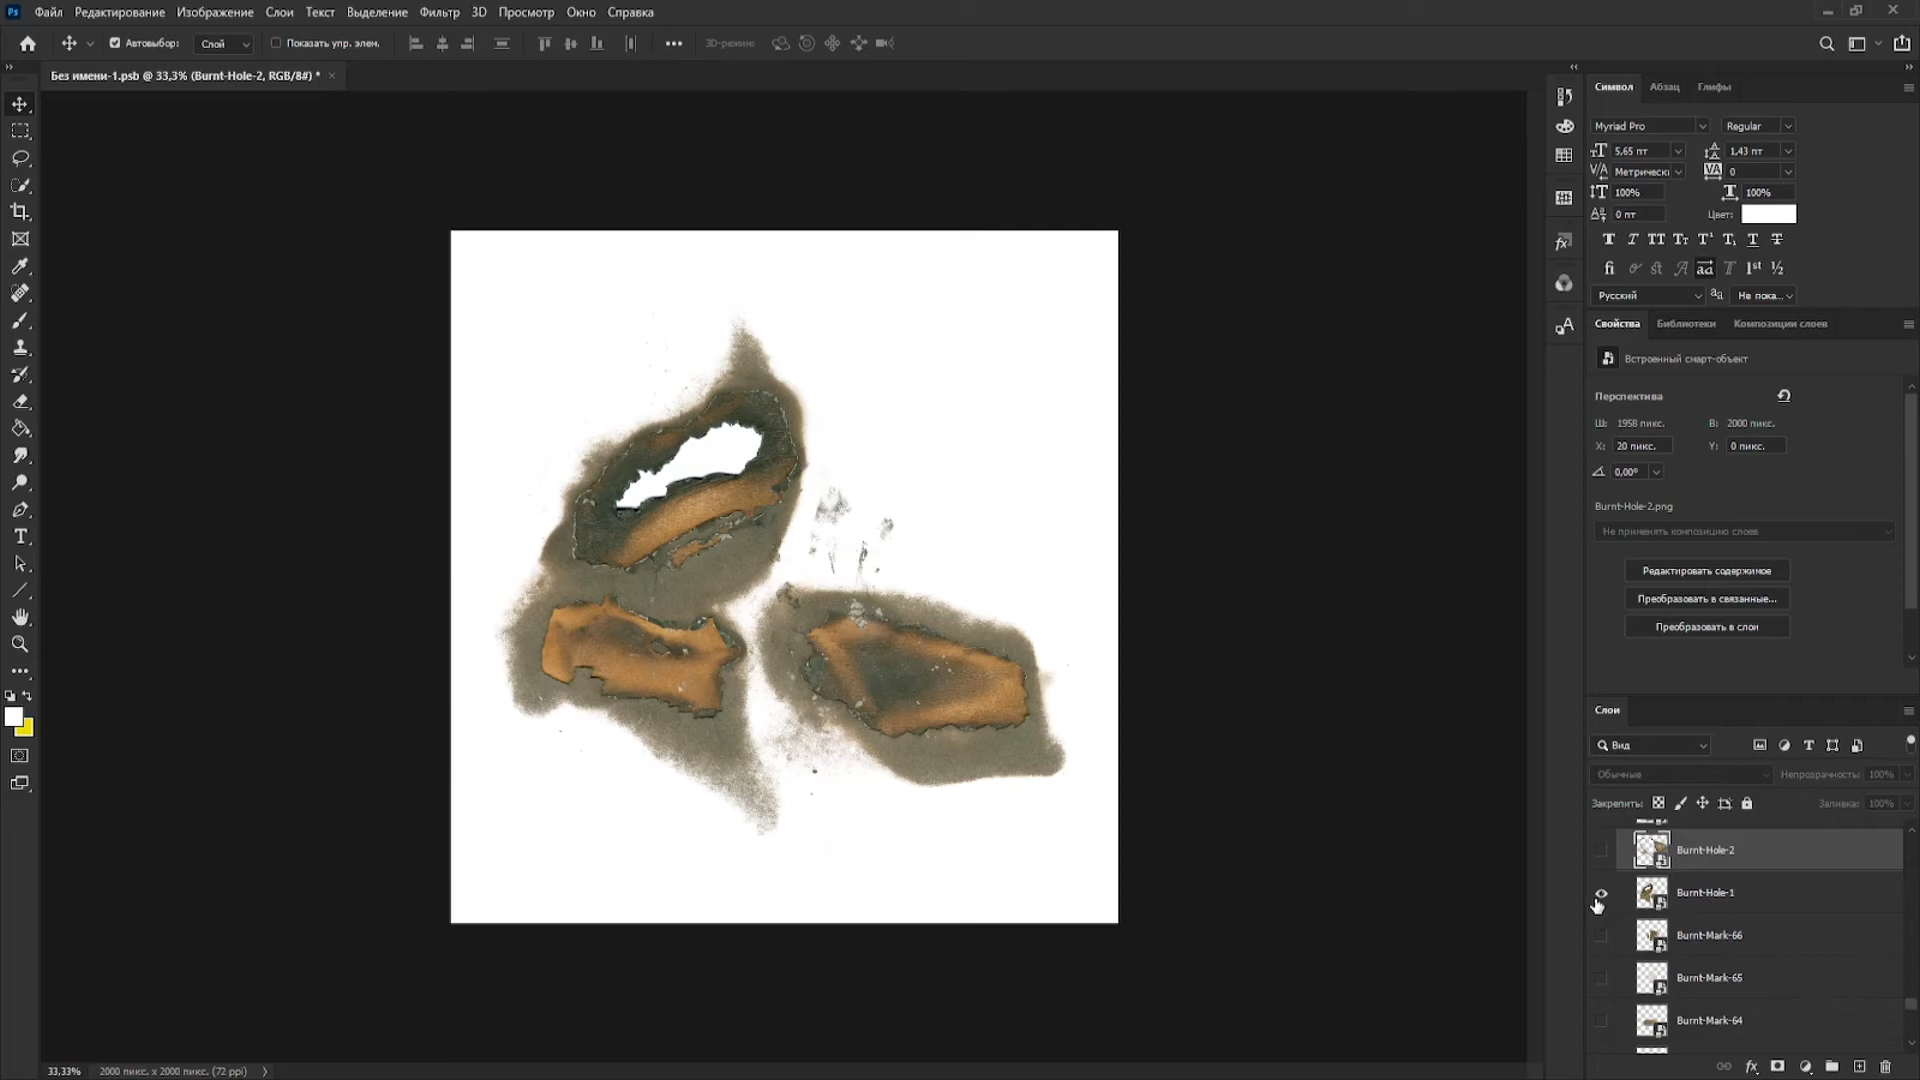 Ps Файл Редактирование Изображение Слои Текст Выделение Фильтр 3D Просмотр Окно Справка
Автовыбор: Слой Показать упр. элем. 3D-режим:
Без имени-1.psb @ 33,3% (Burnt-Hole-2, RGB/8#) *
Символ Абзац Глифы
Myriad Pro Regular
5,65 пт 1,43 пт
Метрически 0
100% 100%
0 пт Цвет:
Русский Не пока...
Свойства Библиотеки Композиции слоев
Встроенный смарт-объект
Перспектива
Ш: 1958 пикс. В: 2000 пикс.
X: 20 пикс. Y: 0 пикс.
0,00°
Burnt-Hole-2.png
Не применять композицию слоев
Редактировать содержимое
Преобразовать в связанные...
Преобразовать в слои
Слои
Вид
Обычные Непрозрачность: 100%
Закрепить: Заливка: 100%
Burnt-Hole-2
Burnt-Hole-1
Burnt-Mark-66
Burnt-Mark-65
Burnt-Mark-64
33,33% 2000 пикс. x 2000 пикс. (72 ppi)